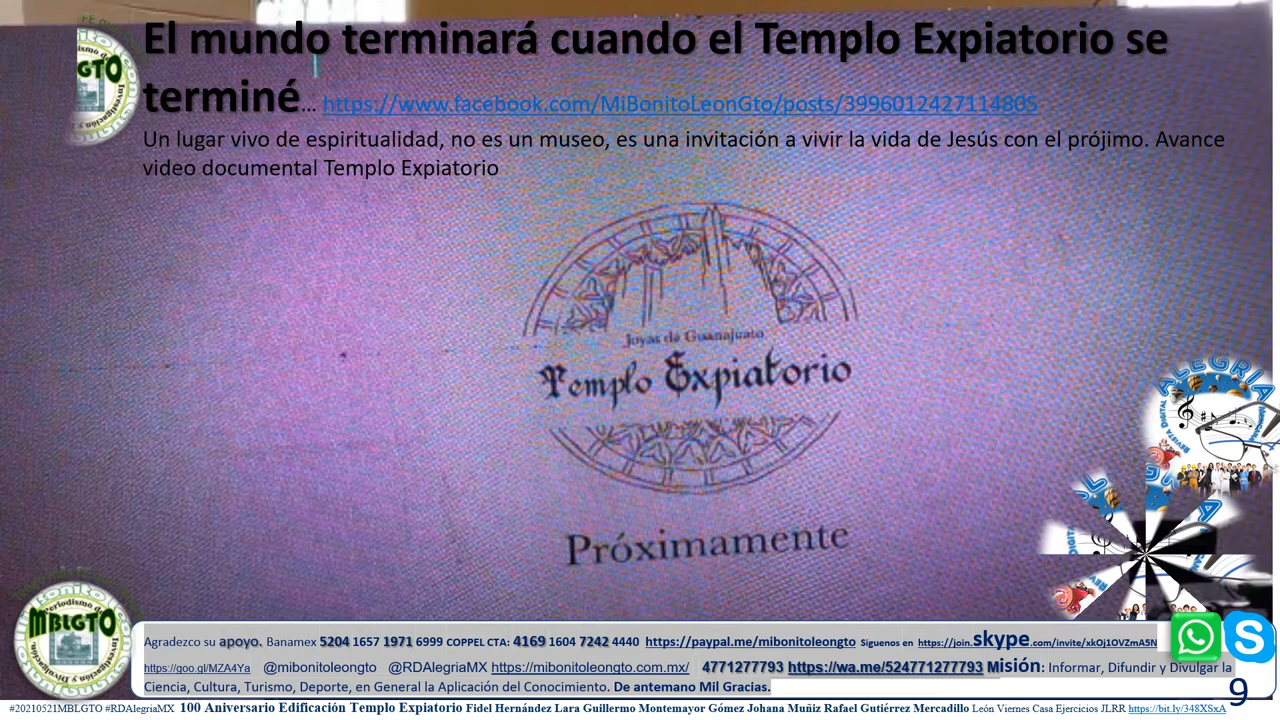 El mundo terminará cuando el Templo Expiatorio se
terminé... https://www.facebook.com/MiBonitoLeonGto/posts/3996012427114805
Un lugar vivo de espiritualidad, no es un museo, es una invitación a vivir la vida de Jesús con el prójimo. Avance
video documental Templo Expiatorio
Joyas de Guanajuato
Templo Expiatorio
Próximamente
ALEGRIA
REVISTA DIGITAL
MBLGTO
Agradezco su apoyo. Banamex 5204 1657 1971 6999 COPPEL CTA: 4169 1604 7242 4440 https://paypal.me/mibonitoleongto Siguenos en https://join.skype.com/invite/xkOj1OVZmA5N
https://goo.gl/MZA4Ya @mibonitoleongto @RDAlegriaMX https://mibonitoleongto.com.mx/ 4771277793 https://wa.me/524771277793 Misión: Informar, Difundir y Divulgar la
Ciencia, Cultura, Turismo, Deporte, en General la Aplicación del Conocimiento. De antemano Mil Gracias.
9
#20210521MBLGTO #RDAlegriaMX 100 Aniversario Edificación Templo Expiatorio Fidel Hernández Lara Guillermo Montemayor Gómez Johana Muñiz Rafael Gutiérrez Mercadillo León Viernes Casa Ejercicios JLRR https://bit.ly/348XSxA